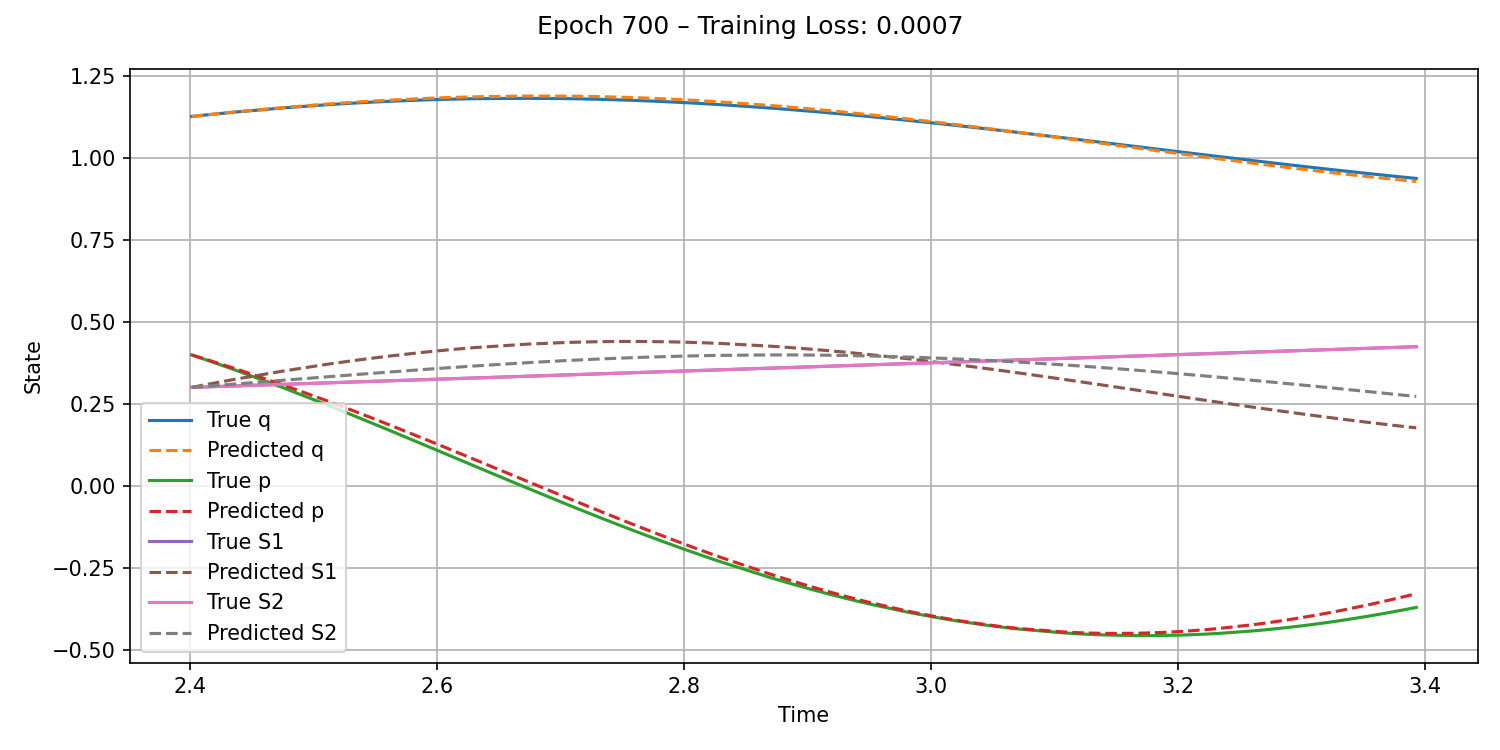 Epoch 700 – Training Loss: 0.0007
1.25
1.00
0.75
0.50
0.25
0.00
−0.25
−0.50
State
True q
Predicted q
True p
Predicted p
True S1
Predicted S1
True S2
Predicted S2
2.4
2.6
2.8
3.0
3.2
3.4
Time